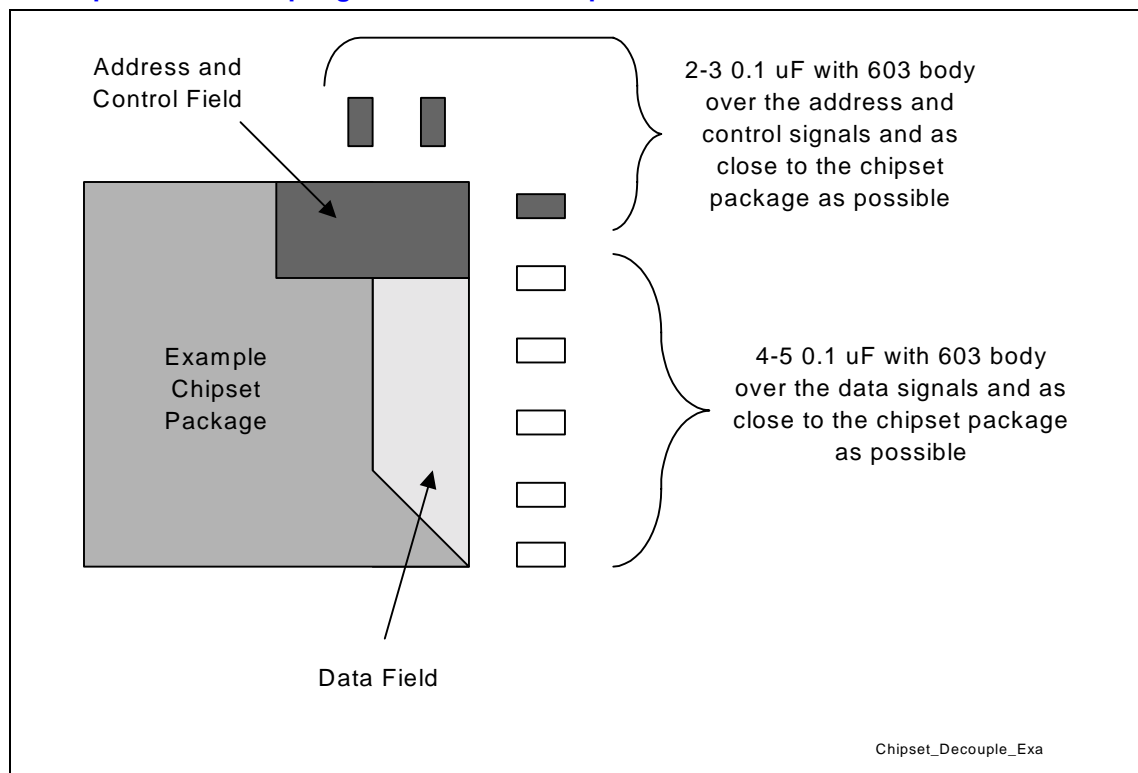 Address and
Control Field
2-3 0.1 uF with 603 body
over the address and
control signals and as
close to the chipset
package as possible
Example
Chipset
Package
4-5 0.1 uF with 603 body
over the data signals and as
close to the chipset package
as possible
Data Field
Chipset_Decouple_Exa